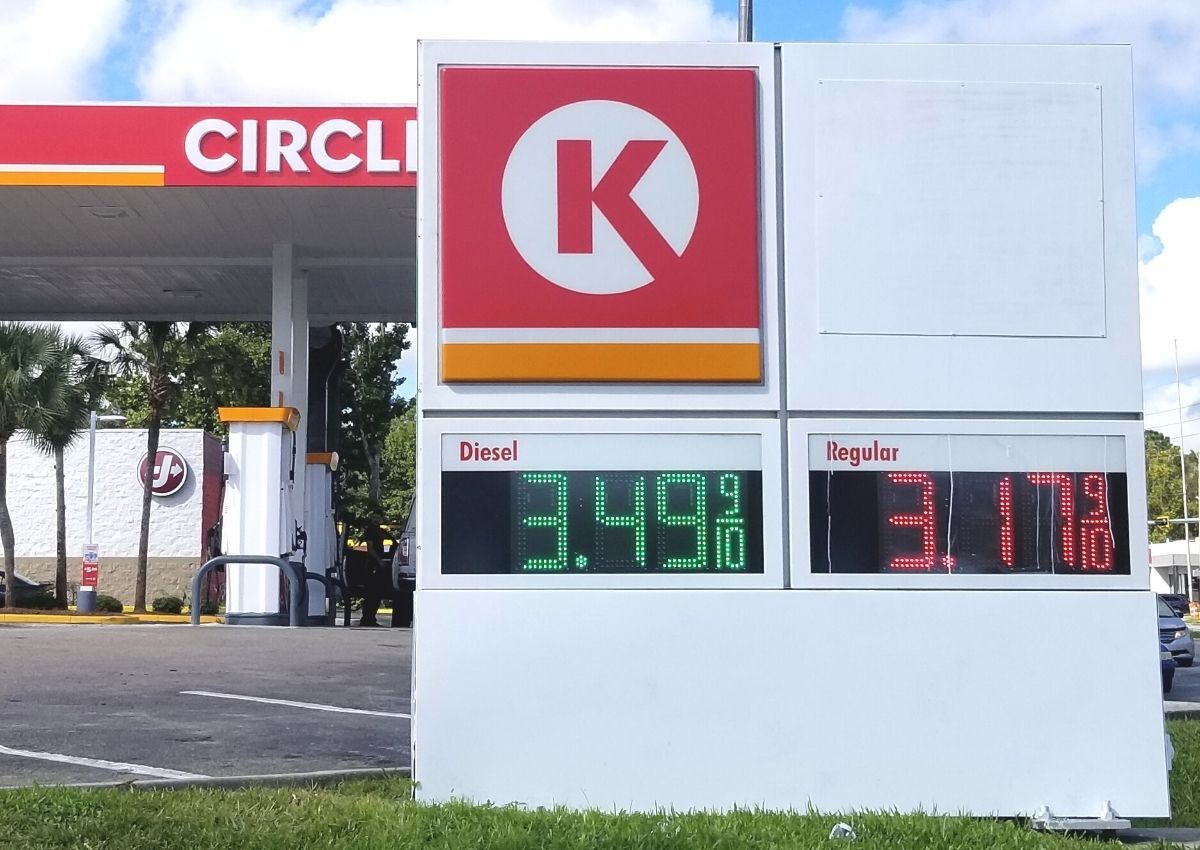 CIRCL
K
Diesel
Regular
3.49 9/10
3.17 9/10
J